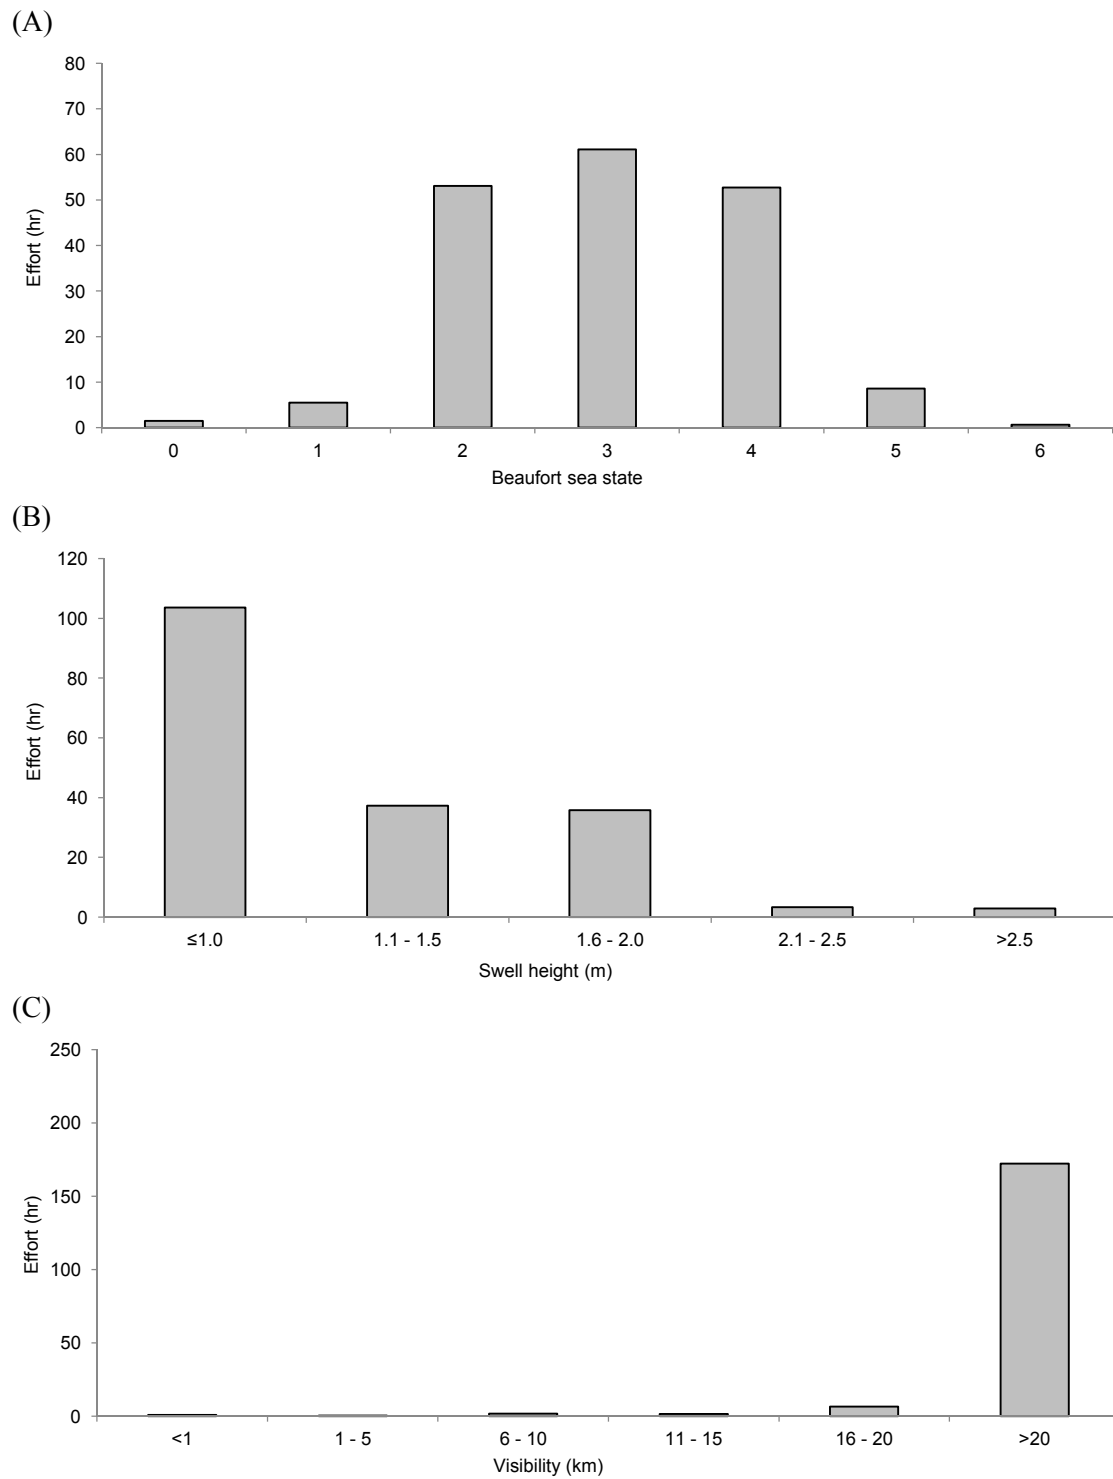 (A)
80
70
60
50
40
30
20
10
0
Effort (hr)
0 1 2 3 4 5 6
Beaufort sea state
(B)
120
100
80
60
40
20
0
Effort (hr)
≤1.0 1.1 - 1.5 1.6 - 2.0 2.1 - 2.5 >2.5
Swell height (m)
(C)
250
200
150
100
50
0
Effort (hr)
<1 1 - 5 6 - 10 11 - 15 16 - 20 >20
Visibility (km)